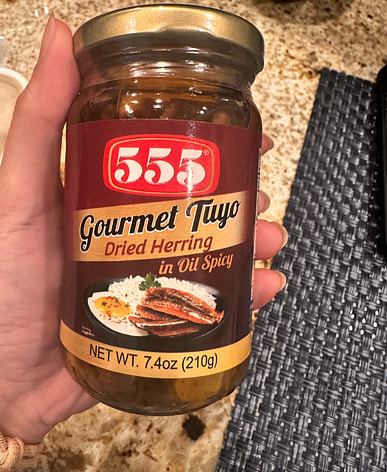 555®
Gourmet Tuyo
Dried Herring
in Oil Spicy
NET WT. 7.4oz (210g)